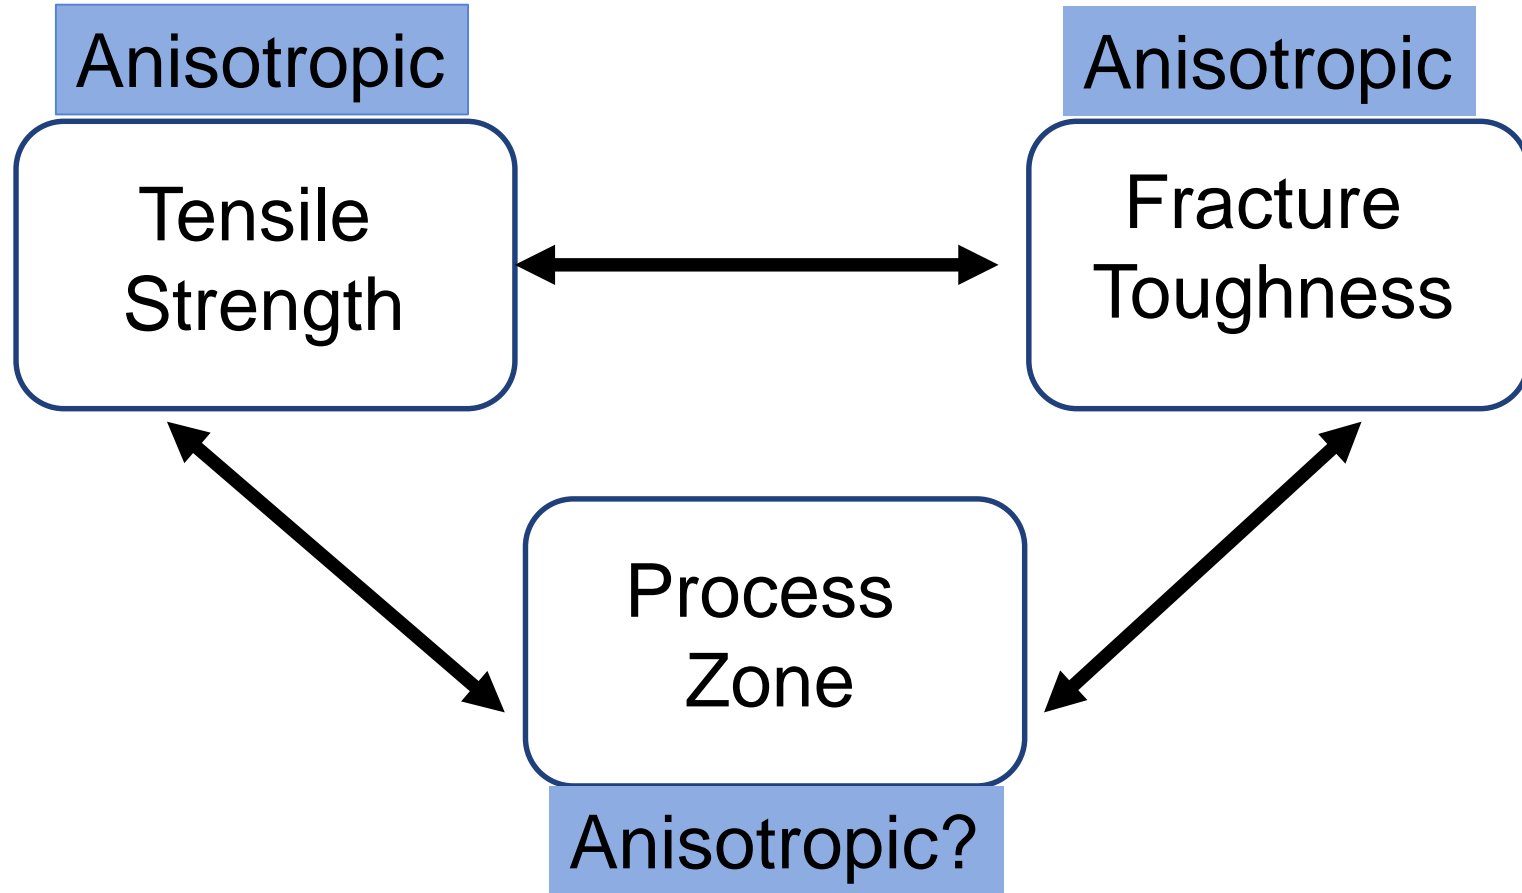 Anisotropic
Anisotropic
Tensile
Strength
Fracture
Toughness
Process
Zone
Anisotropic?